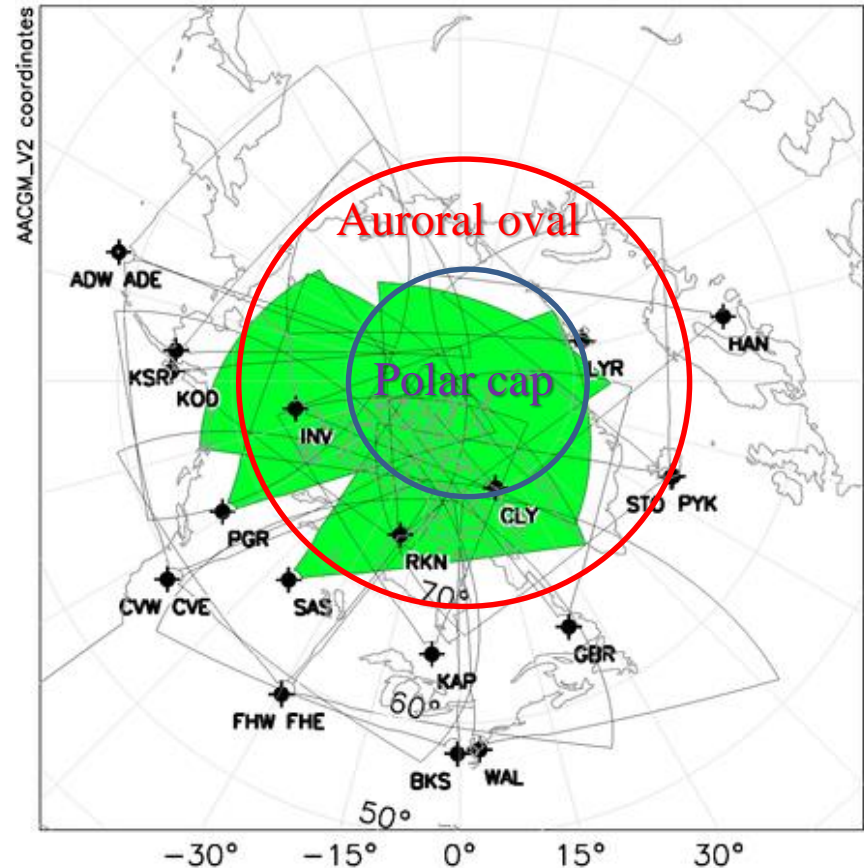 AACGM_V2 coordinates
Auroral oval
ADW ADE
HAN
KSR
LYR
KOD
Polar cap
INV
CLY
STO PYK
PGR
RKN
CVW CVE
SAS
70°
GBR
KAP
60°
FHW FHE
BKS
WAL
50°
-30° -15° 0° 15° 30°